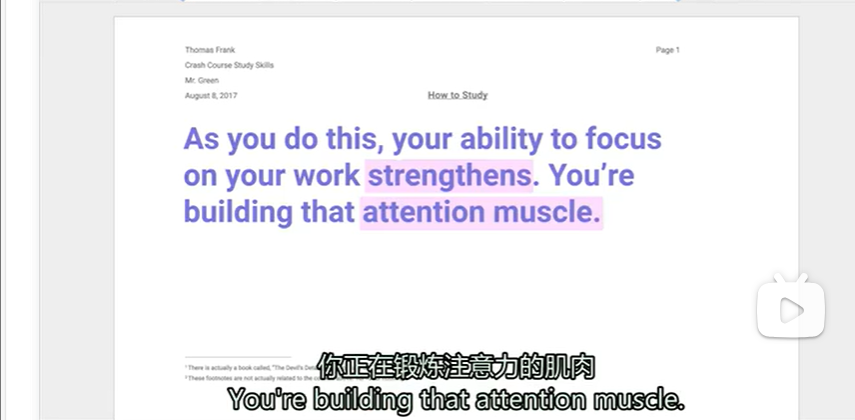 Thomas Frank
Page 1
Crash Course Study Skills
Mr. Green
August 8, 2017
How to Study
As you do this, your ability to focus
on your work strengthens. You're
building that attention muscle.
¹ There is actually a book called, "The Devil's
² These footnotes are not actually related to the
你正在锻炼注意力的肌肉
You're building that attention muscle.